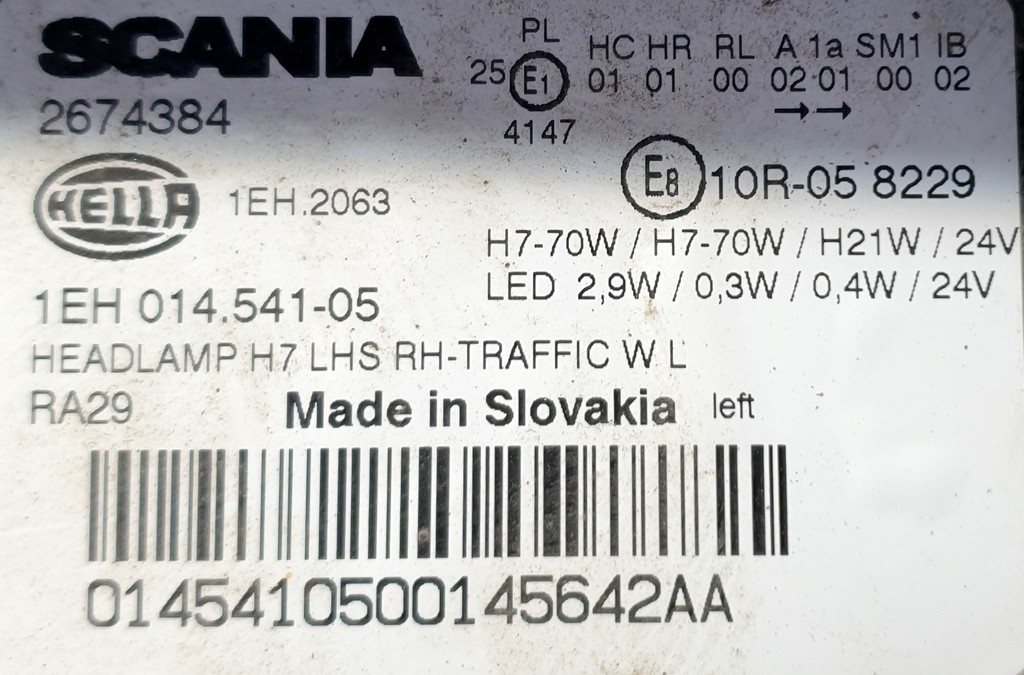 SCANIA
2674384
PL
HC HR RL A 1a SM1 IB
25 E1 01 01 00 02 01 00 02
→→
4147
E8 10R-05 8229
HELLA 1EH.2063
H7-70W / H7-70W / H21W / 24V
LED 2,9W / 0,3W / 0,4W / 24V
1EH 014.541-05
HEADLAMP H7 LHS RH-TRAFFIC W L
RA29 Made in Slovakia left
0145410500145642AA